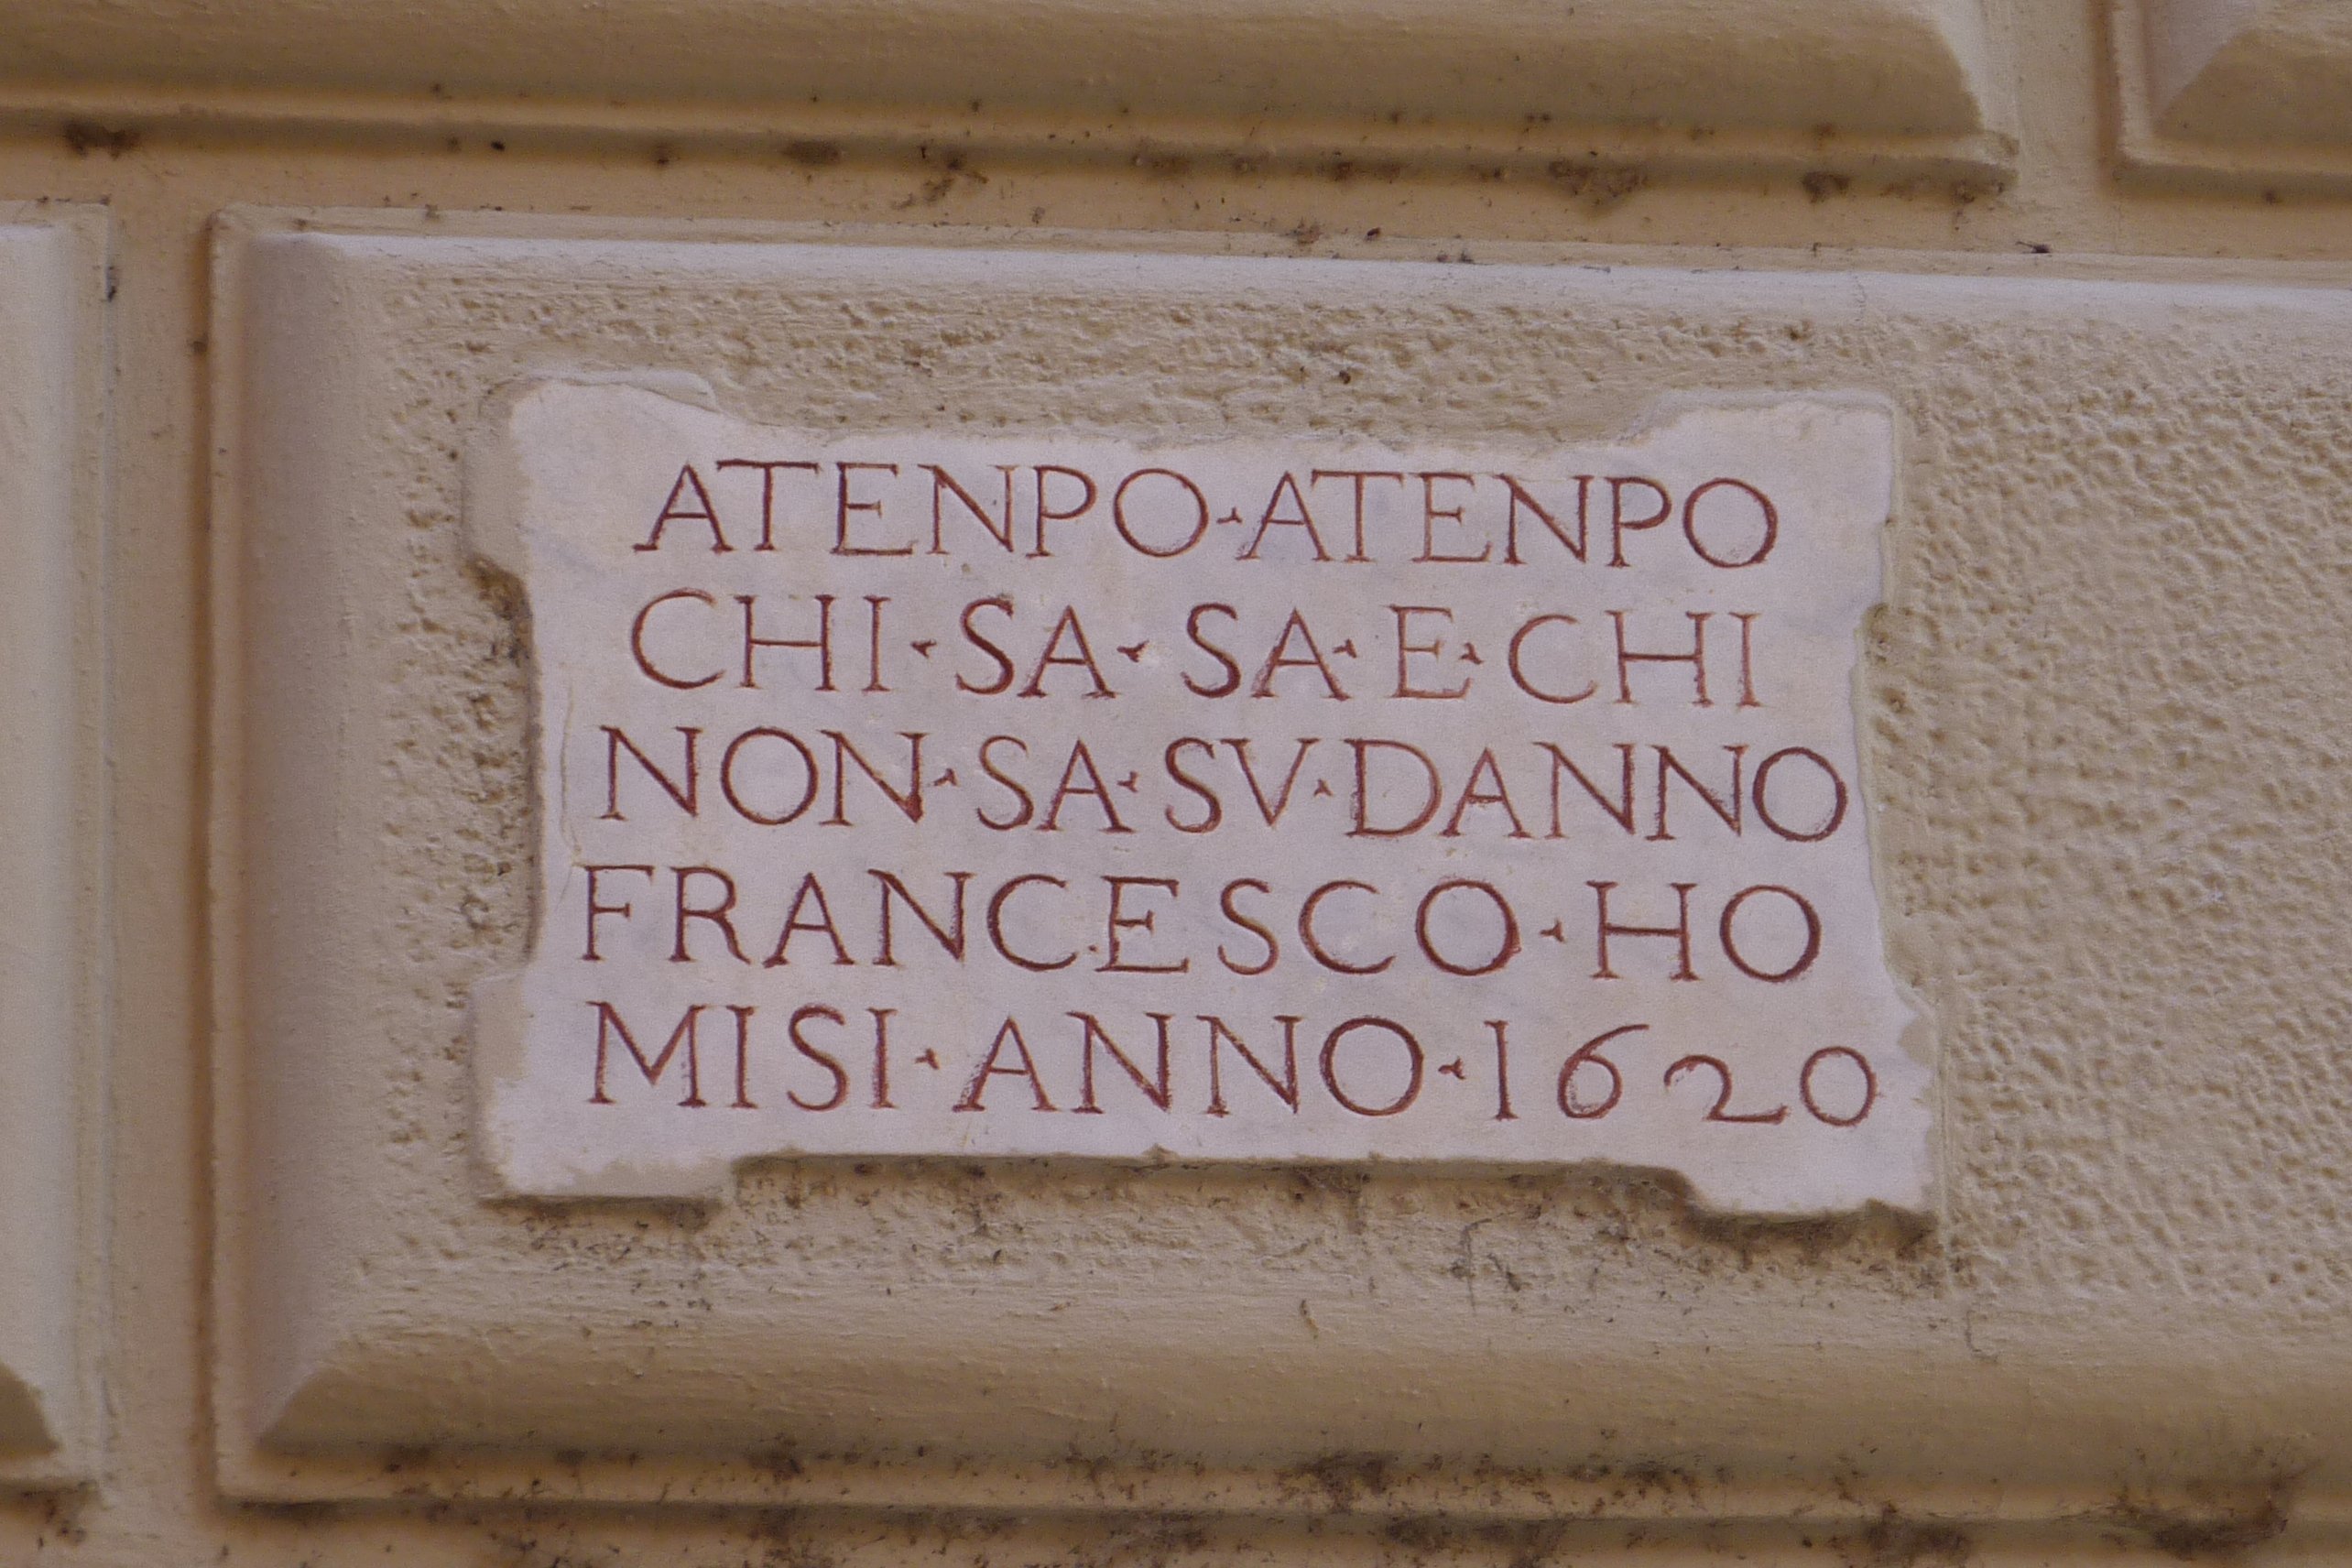 ATENPO·ATENPO
CHI·SA·SA·E·CHI
NON·SA·SV·DANNO
FRANCESCO·HO
MISI·ANNO·1620